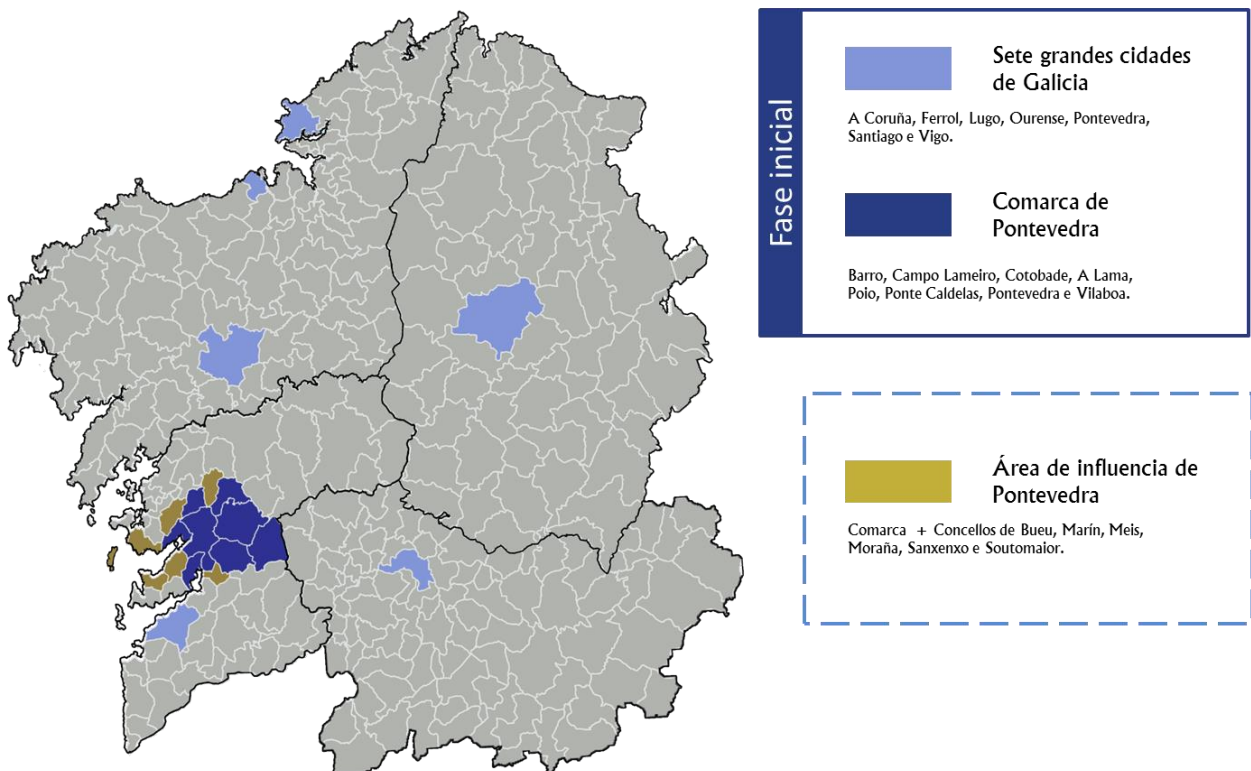 Fase inicial
Sete grandes cidades
de Galicia
A Coruña, Ferrol, Lugo, Ourense, Pontevedra,
Santiago e Vigo.
Comarca de
Pontevedra
Barro, Campo Lameiro, Cotobade, A Lama,
Poio, Ponte Caldelas, Pontevedra e Vilaboa.
Área de influencia de
Pontevedra
Comarca + Concellos de Bueu, Marín, Meis,
Moraña, Sanxenxo e Soutomaior.